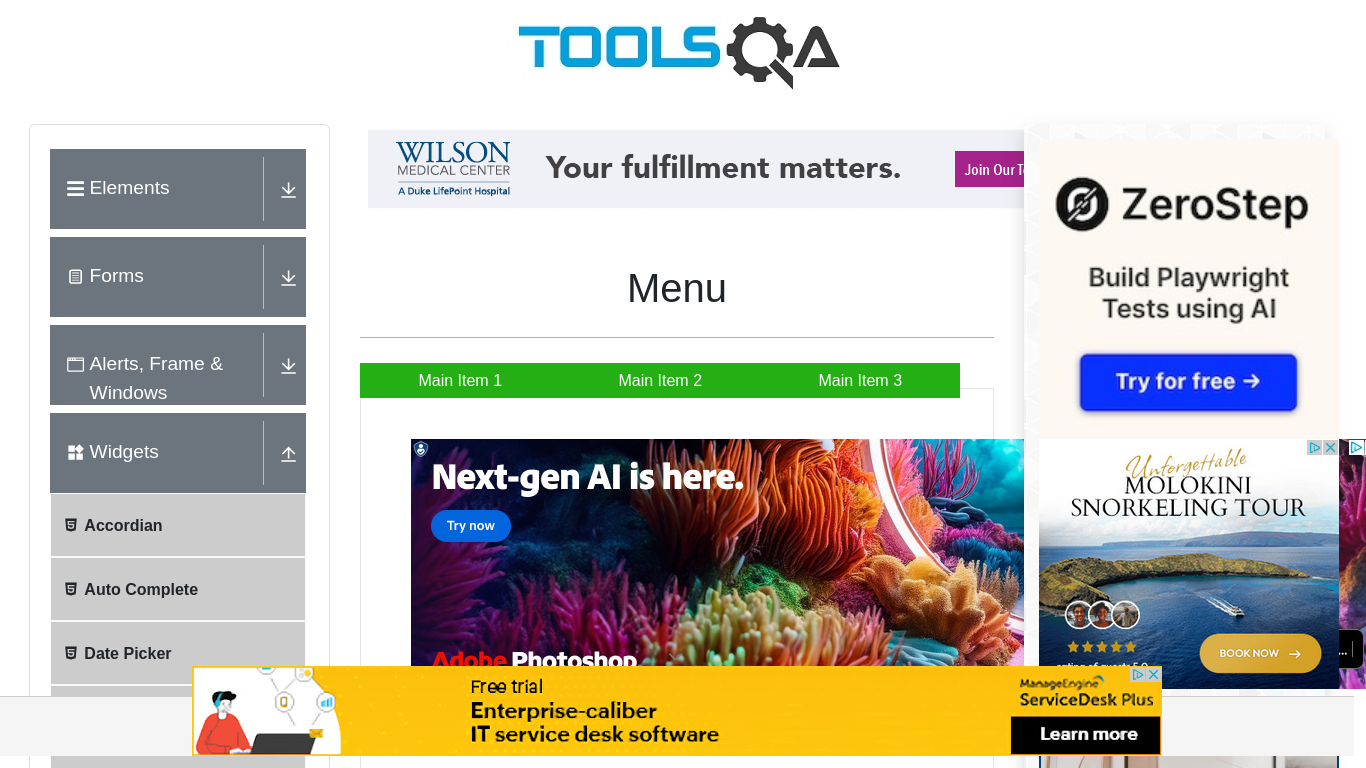 TOOLSQA
Elements
Forms
Alerts, Frame &
Windows
Widgets
Accordian
Auto Complete
Date Picker
WILSON
MEDICAL CENTER
A Duke LifePoint Hospital
Your fulfillment matters.
Join Our
Menu
Main Item 1
Main Item 2
Main Item 3
Next-gen AI is here.
Try now
Adobe Photoshop
ZeroStep
Build Playwright
Tests using AI
Try for free →
Unforgettable
MOLOKINI
SNORKELING TOUR
BOOK NOW →
...
Free trial
Enterprise-caliber
IT service desk software
ManageEngine
ServiceDesk Plus
Learn more